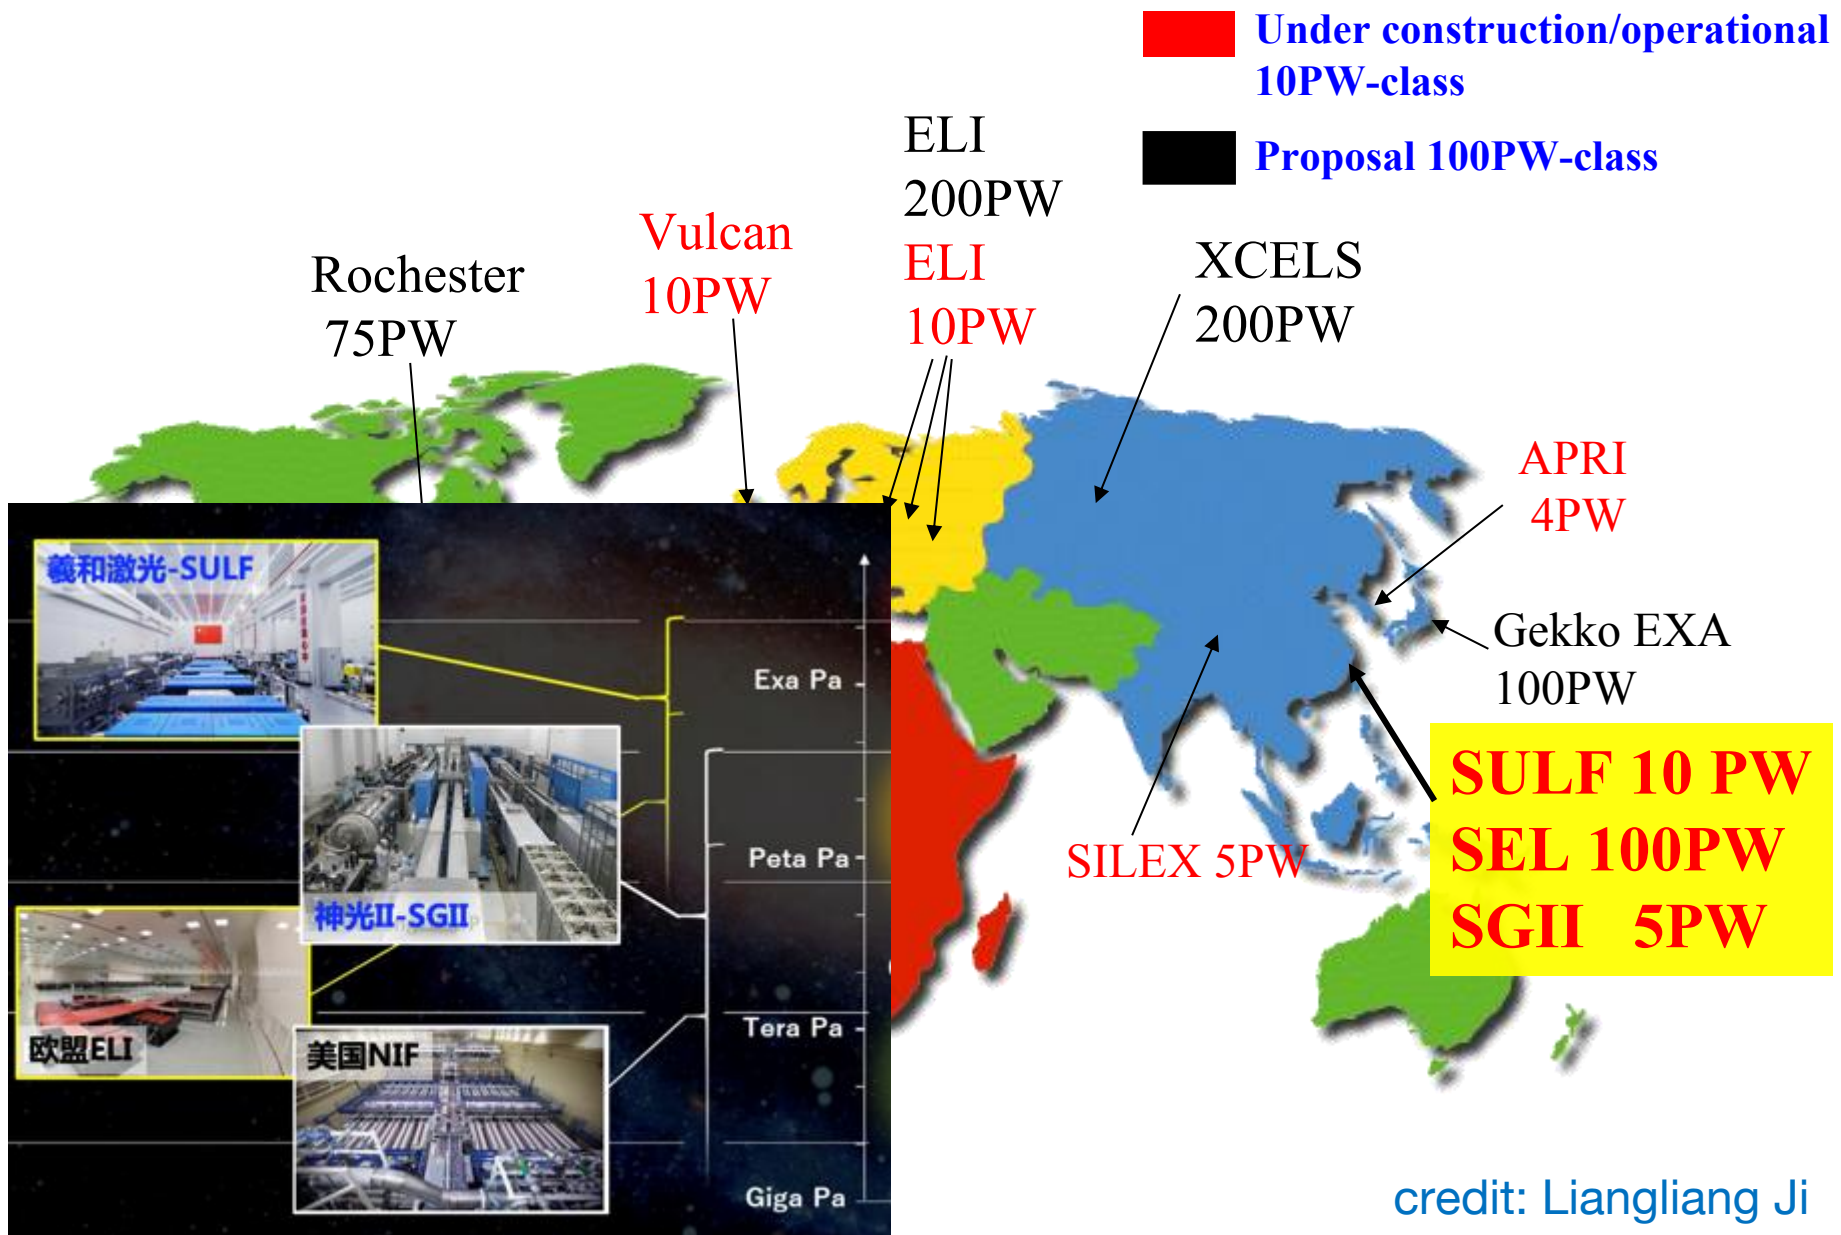 Under construction/operational
10PW-class
Proposal 100PW-class
ELI
200PW
ELI
10PW
Vulcan
10PW
Rochester
75PW
XCELS
200PW
APRI
4PW
Gekko EXA
100PW
SULF 10 PW
SEL 100PW
SGII 5PW
SILEX 5PW
羲和激光-SULF
神光II-SGII
欧盟ELI
美国NIF
Exa Pa
Peta Pa
Tera Pa
Giga Pa
credit: Liangliang Ji